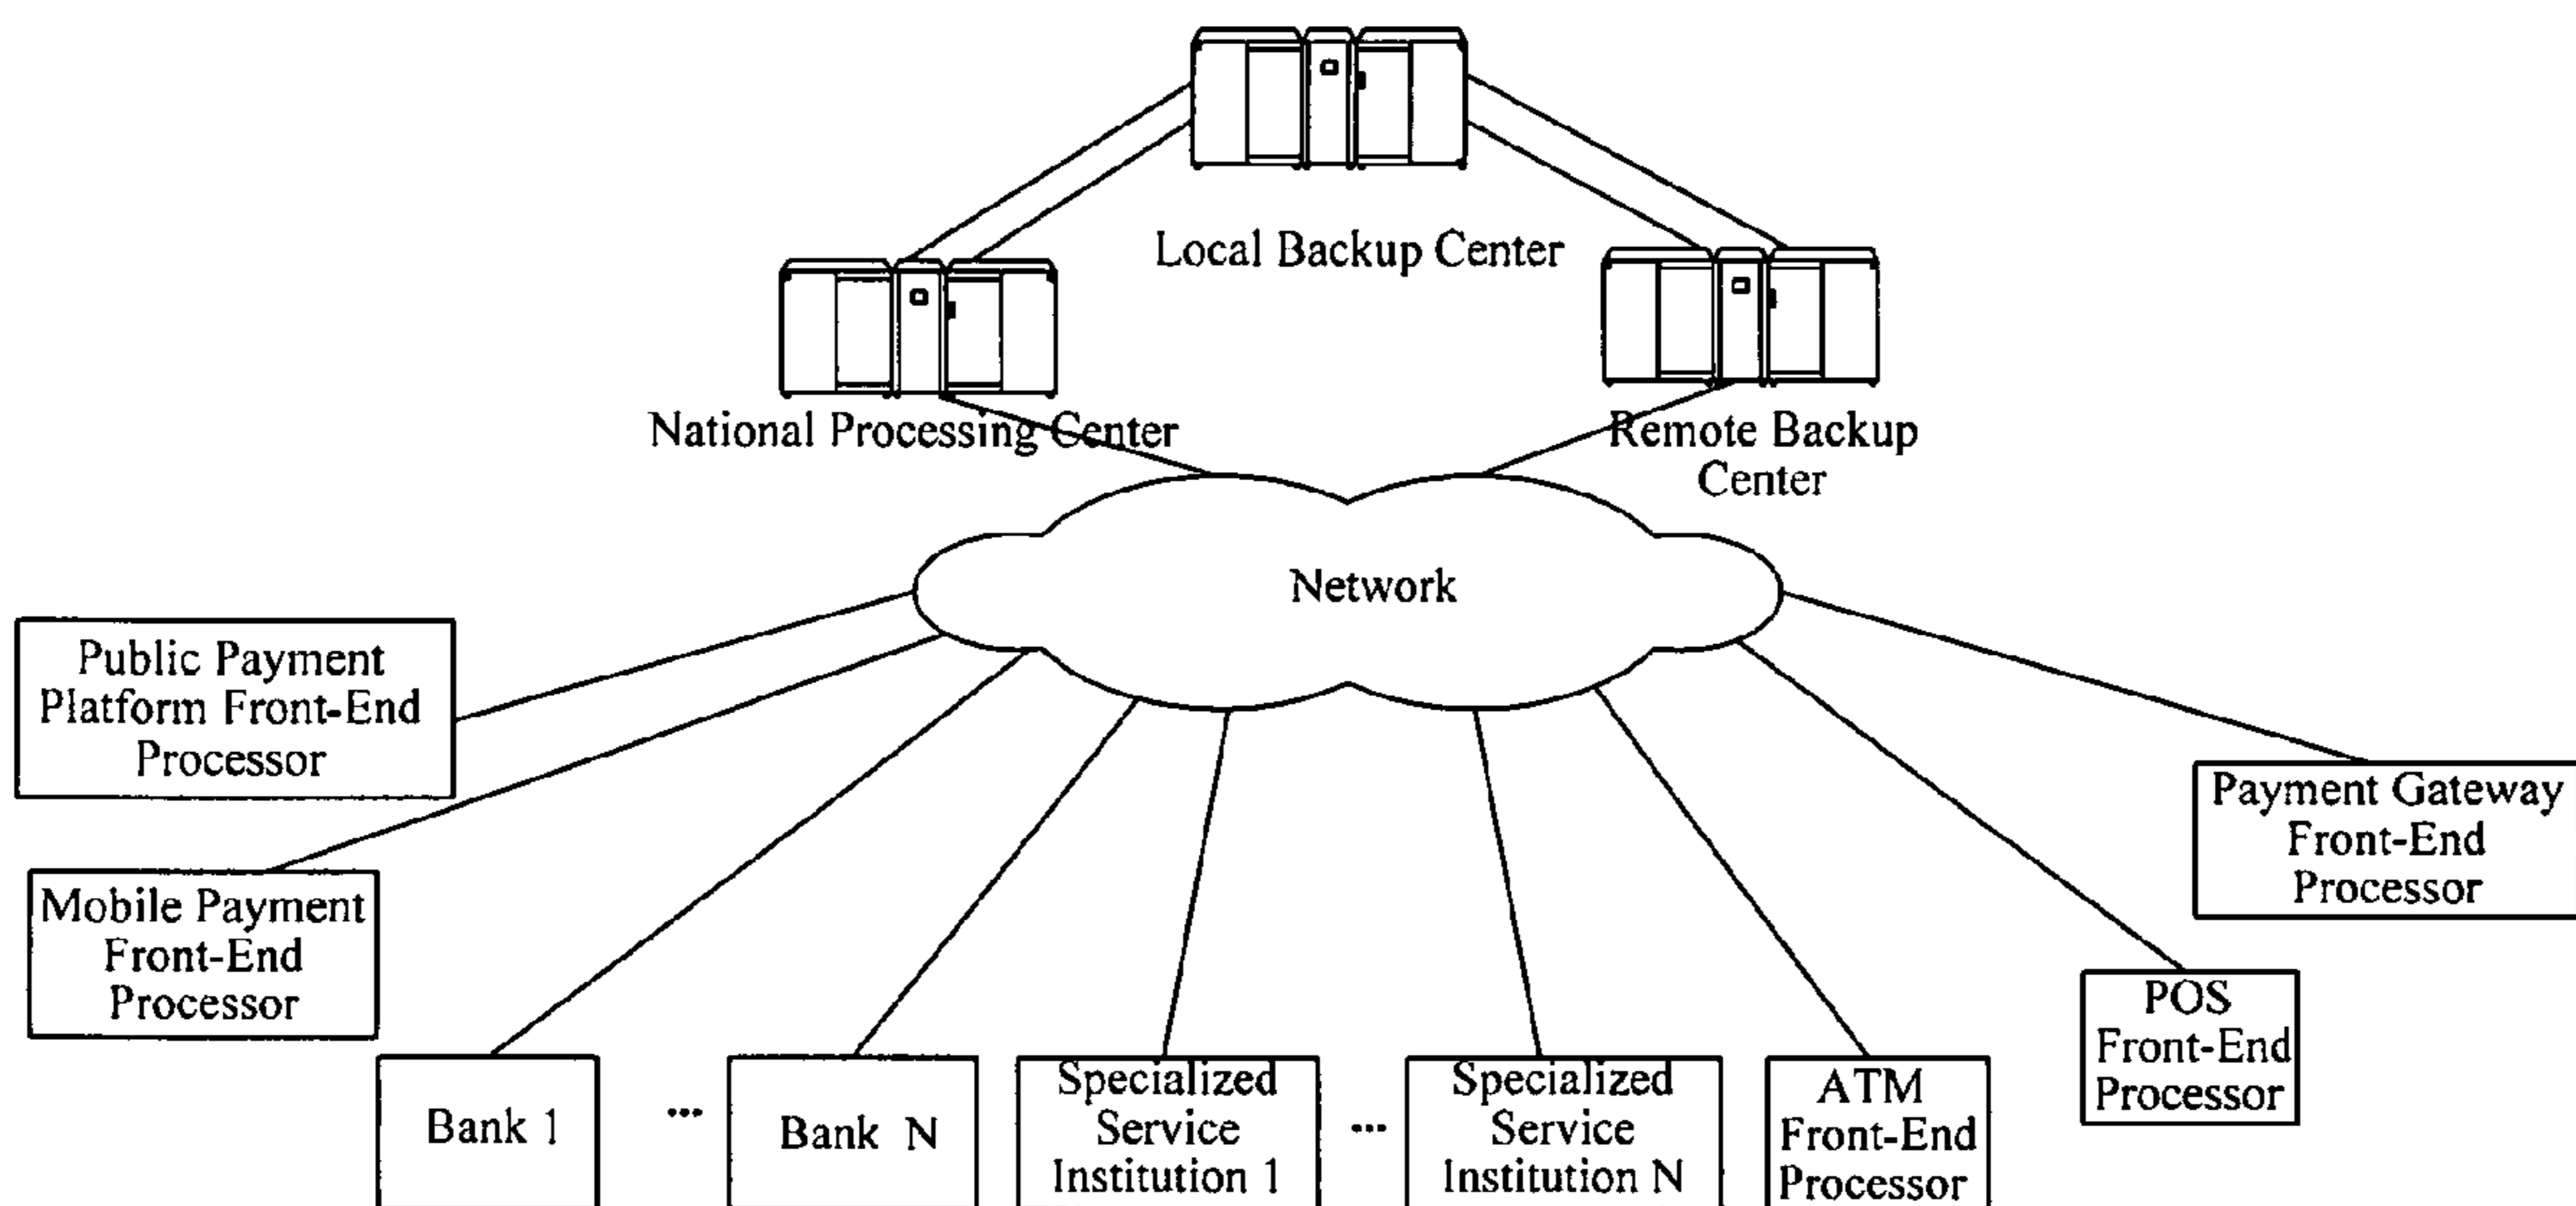 Local Backup Center
National Processing Center
Remote Backup
Center
Network
Public Payment
Platform Front-End
Processor
Mobile Payment
Front-End
Processor
Bank 1
...
Bank N
Specialized
Service
Institution 1
...
Specialized
Service
Institution N
ATM
Front-End
Processor
POS
Front-End
Processor
Payment Gateway
Front-End
Processor